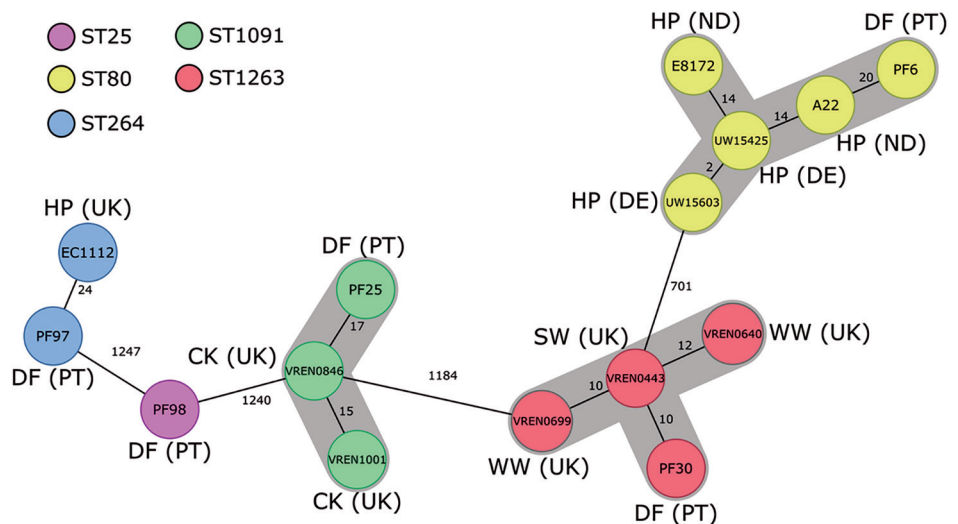 ST25
ST1091
ST80
ST1263
ST264
HP (ND)
E8172
DF (PT)
PF6
20
A22
14
14
HP (ND)
UW15425
HP (DE)
2
HP (DE)
UW15603
701
HP (UK)
EC1112
24
PF97
DF (PT)
1247
PF98
DF (PT)
1240
DF (PT)
PF25
17
CK (UK)
VREN0846
15
VREN1001
CK (UK)
1184
SW (UK)
VREN0640
WW (UK)
12
VREN0443
10
VREN0699
WW (UK)
10
PF30
DF (PT)